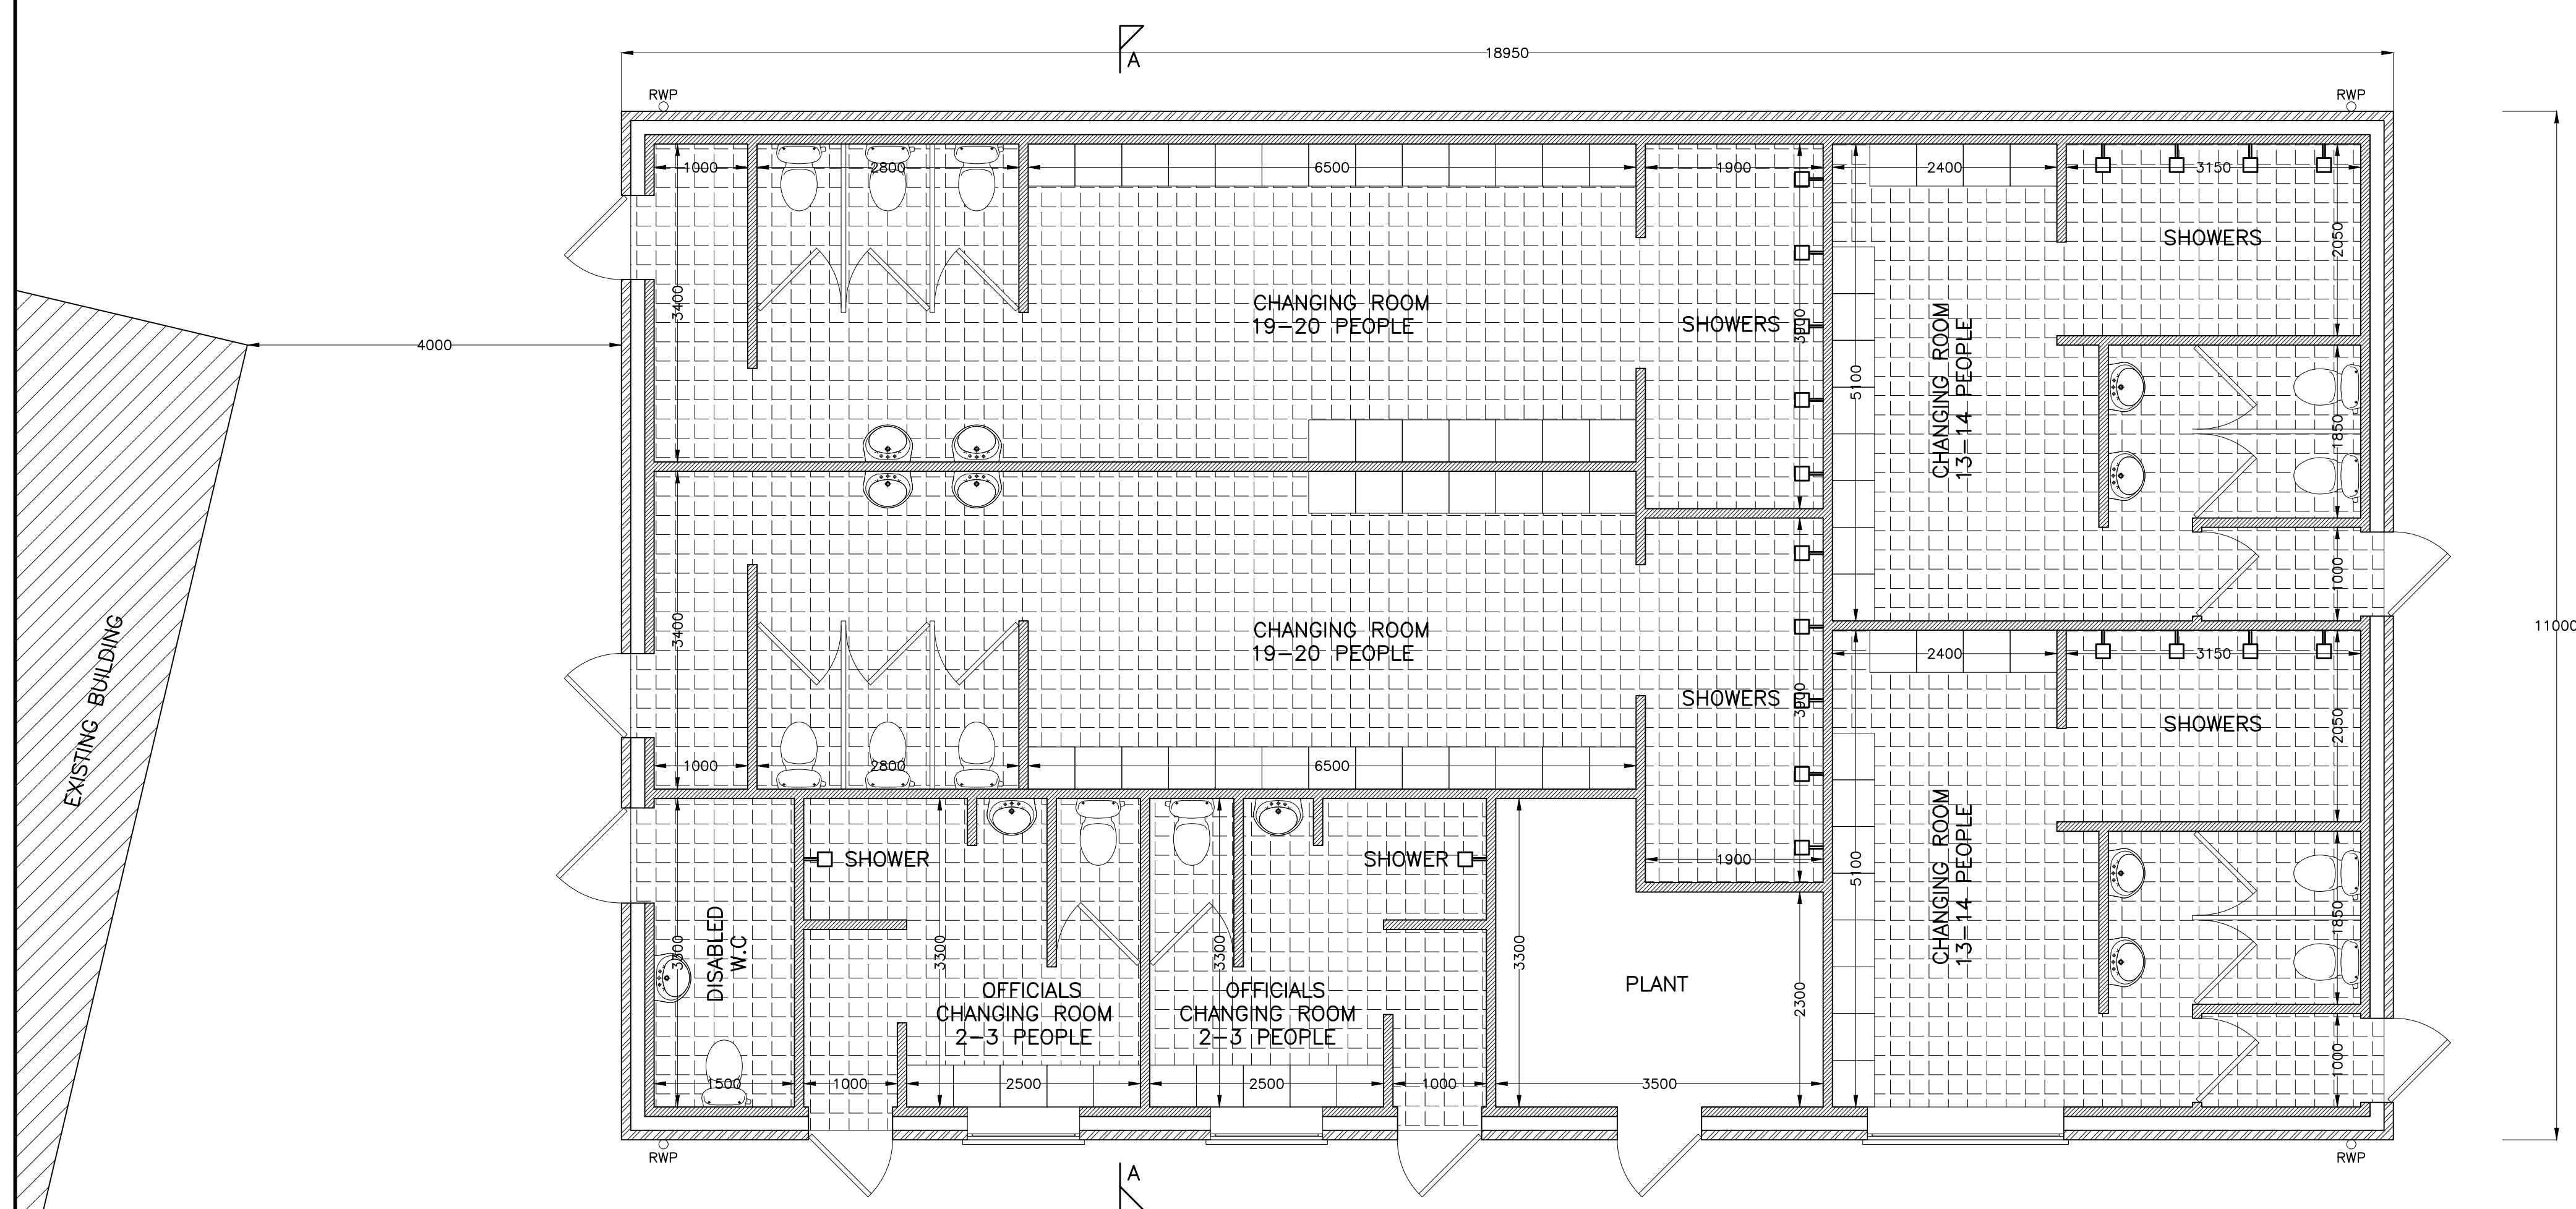 A
18950
RWP
RWP
1000
2800
6500
1900
2400
3150
SHOWERS
2050
3400
CHANGING ROOM
19-20 PEOPLE
SHOWERS
3900
4000
5100
CHANGING ROOM
13-14 PEOPLE
1850
1000
11000
EXISTING BUILDING
3400
CHANGING ROOM
19-20 PEOPLE
SHOWERS
3900
2400
3150
SHOWERS
2050
1000
2800
6500
1900
SHOWER
SHOWER
5100
CHANGING ROOM
13-14 PEOPLE
1850
3300
DISABLED
W.C
3300
OFFICIALS
CHANGING ROOM
2-3 PEOPLE
3300
OFFICIALS
CHANGING ROOM
2-3 PEOPLE
3300
PLANT
2300
1000
1500
1000
2500
2500
1000
3500
RWP
A
RWP